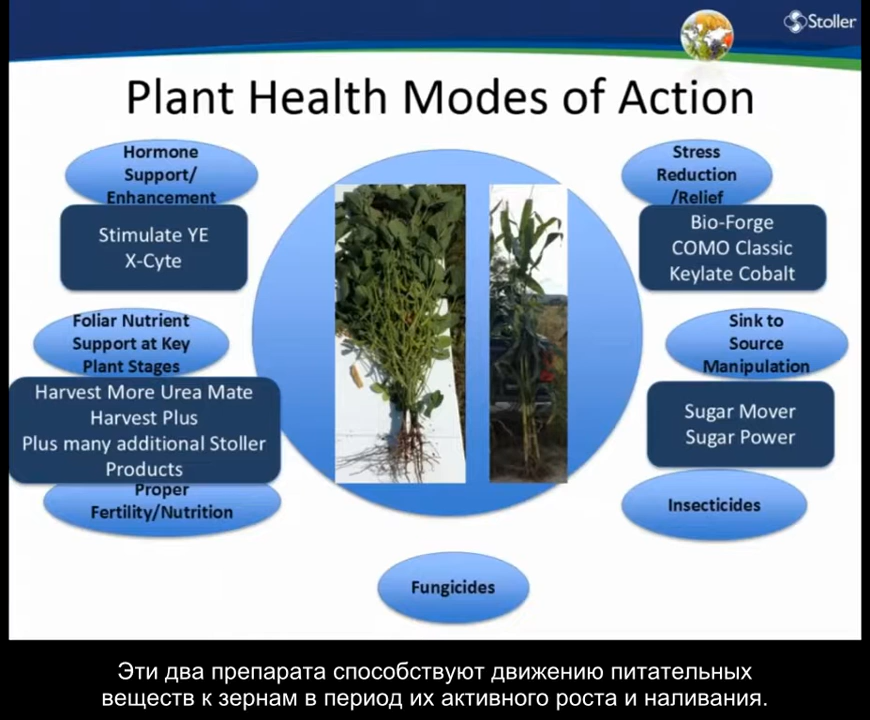 Stoller
Plant Health Modes of Action
Hormone
Support/
Enhancement
Stimulate YE
X-Cyte
Foliar Nutrient
Support at Key
Plant Stages
Harvest More Urea Mate
Harvest Plus
Plus many additional Stoller
Products
Proper
Fertility/Nutrition
Stress
Reduction
/Relief
Bio-Forge
COMO Classic
Keylate Cobalt
Sink to
Source
Manipulation
Sugar Mover
Sugar Power
Insecticides
Fungicides
Эти два препарата способствуют движению питательных
веществ к зернам в период их активного роста и наливания.